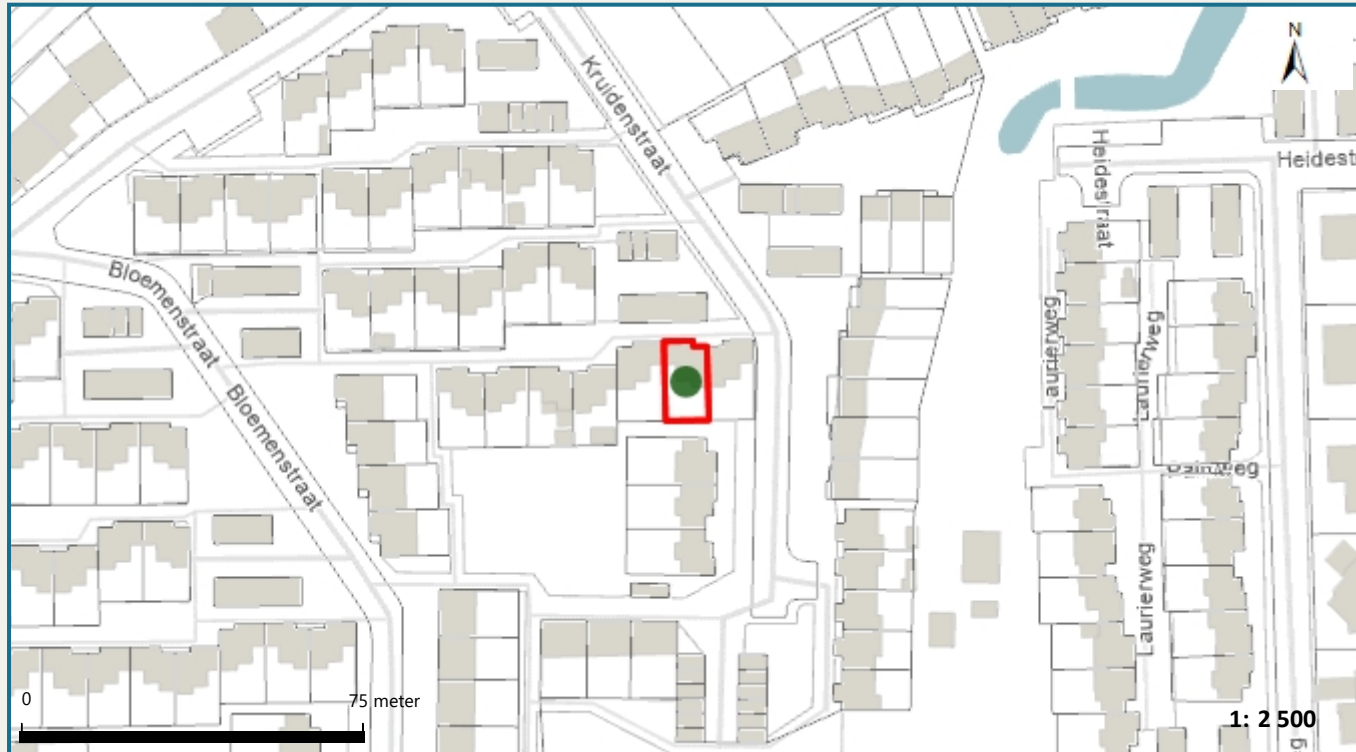 N
Kruidenstraat
Heidestraat
Heidest
Bloemenstraat
Laurierweg
Laurierweg
Bloemenstraat
Laurierweg
0
75 meter
1: 2 500